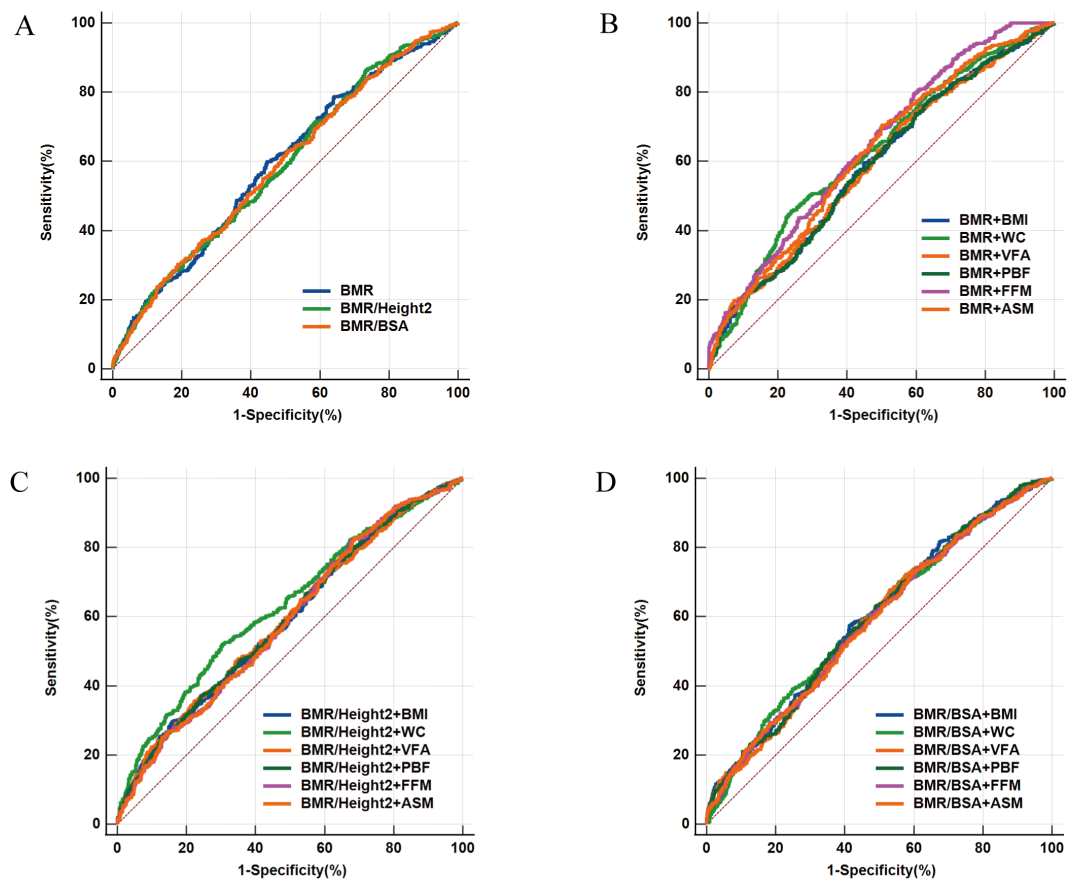 A
100
80
60
40
20
0
Sensitivity(%)
BMR
BMR/Height2
BMR/BSA
0 20 40 60 80 100
1-Specificity(%)
B
100
80
60
40
20
0
Sensitivity(%)
BMR+BMI
BMR+WC
BMR+VFA
BMR+PBF
BMR+FFM
BMR+ASM
0 20 40 60 80 100
1-Specificity(%)
C
100
80
60
40
20
0
Sensitivity(%)
BMR/Height2+BMI
BMR/Height2+WC
BMR/Height2+VFA
BMR/Height2+PBF
BMR/Height2+FFM
BMR/Height2+ASM
0 20 40 60 80 100
1-Specificity(%)
D
100
80
60
40
20
0
Sensitivity(%)
BMR/BSA+BMI
BMR/BSA+WC
BMR/BSA+VFA
BMR/BSA+PBF
BMR/BSA+FFM
BMR/BSA+ASM
0 20 40 60 80 100
1-Specificity(%)